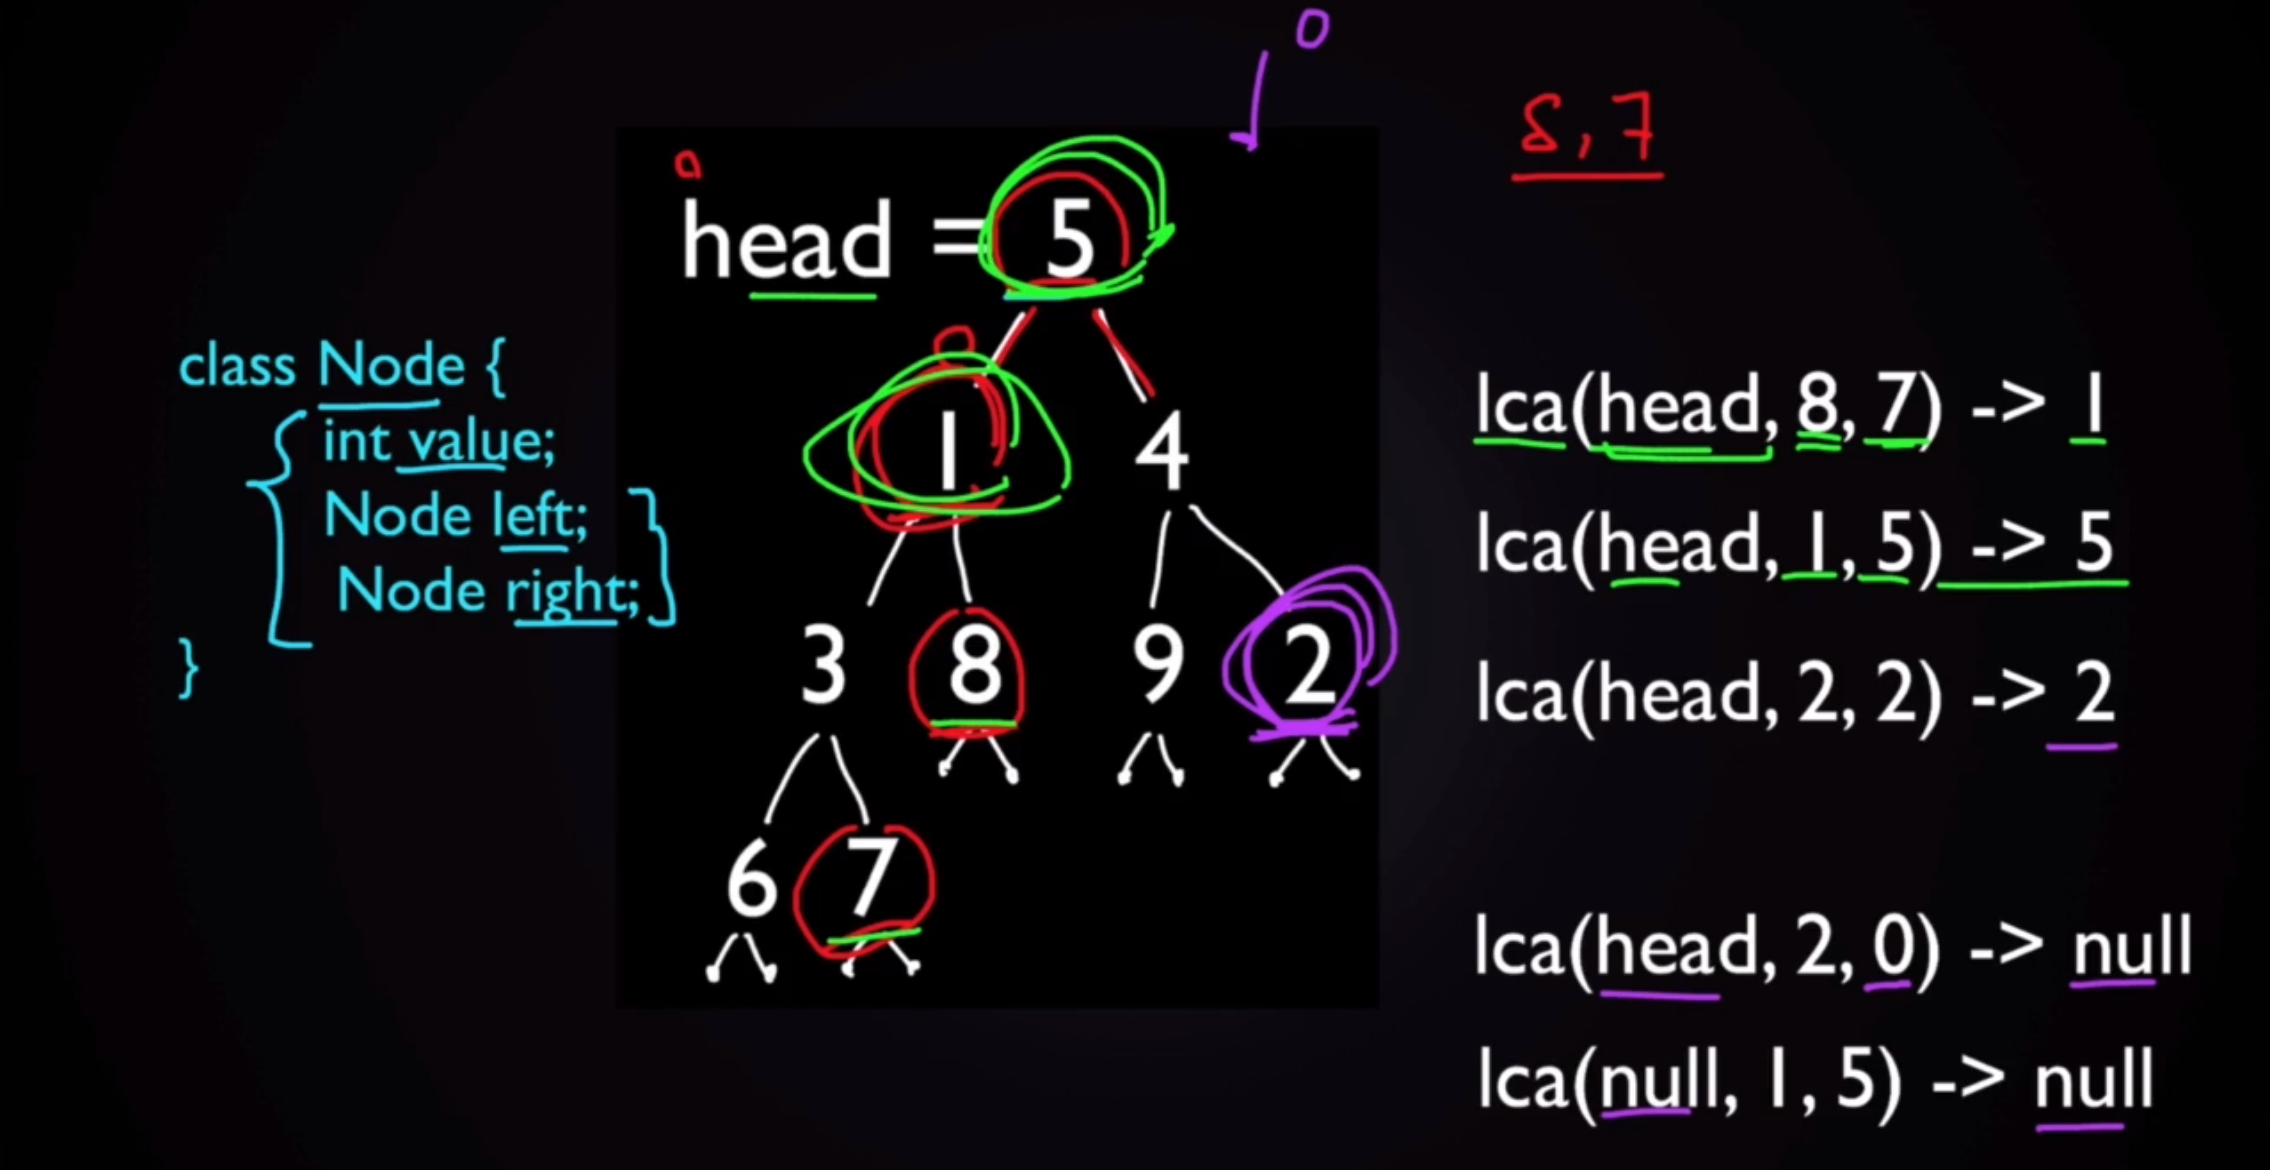 0
8,7
head = 5
1 4
3 8 9 2
6 7
class Node {
int value;
Node left;
Node right;
}
lca(head, 8, 7) -> 1
lca(head, 1, 5) -> 5
lca(head, 2, 2) -> 2
lca(head, 2, 0) -> null
lca(null, 1, 5) -> null